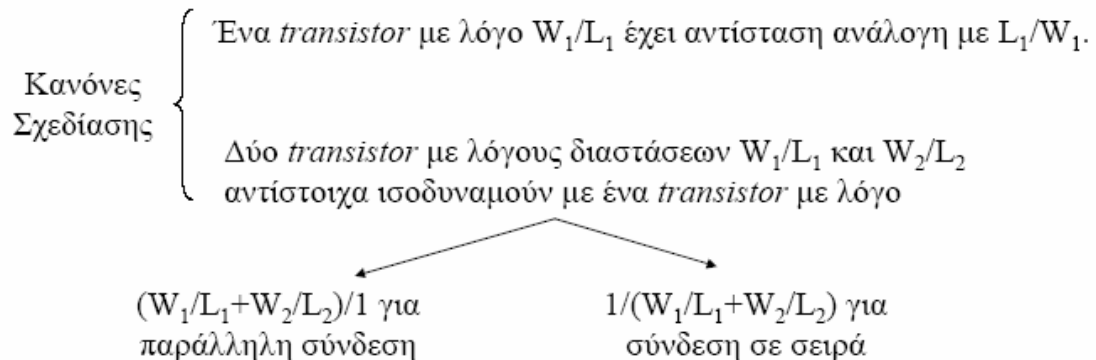 Ένα transistor με λόγο W₁/L₁ έχει αντίσταση ανάλογη με L₁/W₁.
Κανόνες
Σχεδίασης
Δύο transistor με λόγους διαστάσεων W₁/L₁ και W₂/L₂
αντίστοιχα ισοδυναμούν με ένα transistor με λόγο
(W₁/L₁+W₂/L₂)/1 για
παράλληλη σύνδεση
1/(W₁/L₁+W₂/L₂) για
σύνδεση σε σειρά